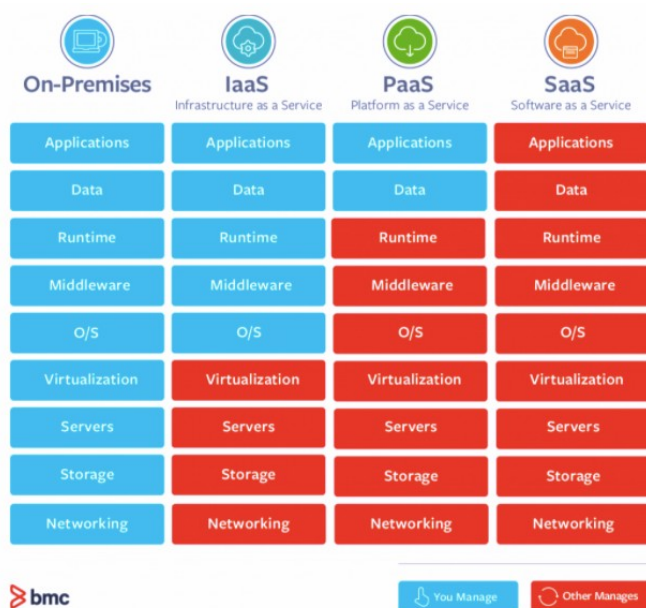 On-Premises IaaS PaaS SaaS
Infrastructure as a Service Platform as a Service Software as a Service
Applications Applications Applications Applications
Data Data Data Data
Runtime Runtime Runtime Runtime
Middleware Middleware Middleware Middleware
O/S O/S O/S O/S
Virtualization Virtualization Virtualization Virtualization
Servers Servers Servers Servers
Storage Storage Storage Storage
Networking Networking Networking Networking
bmc You Manage Other Manages